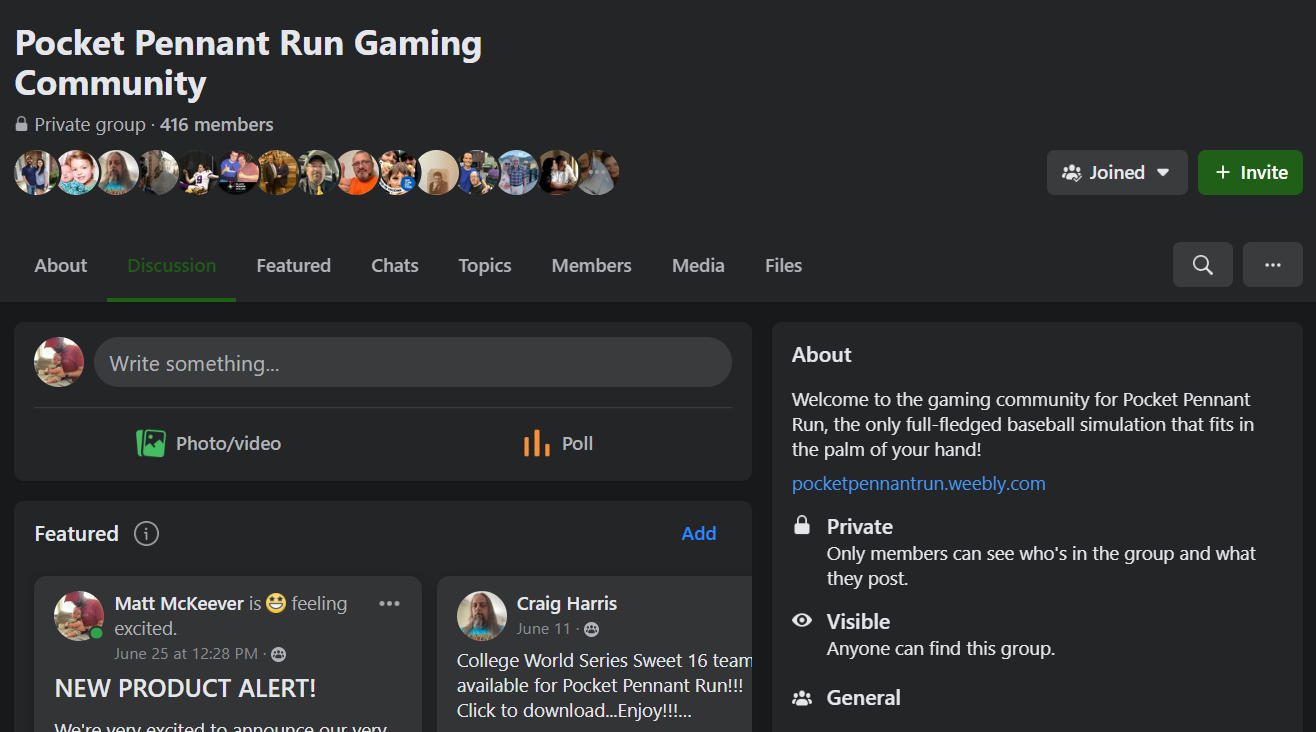 Pocket Pennant Run Gaming
Community
Private group · 416 members
Joined
+ Invite
About
Discussion
Featured
Chats
Topics
Members
Media
Files
Write something...
Photo/video
Poll
Featured
Add
Matt McKeever is 😀 feeling
excited.
June 25 at 12:28 PM ·
NEW PRODUCT ALERT!
We're very excited to announce our very
Craig Harris
June 11 ·
College World Series Sweet 16 team
available for Pocket Pennant Run!!!
Click to download...Enjoy!!!...
About
Welcome to the gaming community for Pocket Pennant
Run, the only full-fledged baseball simulation that fits in
the palm of your hand!
pocketpennantrun.weebly.com
Private
Only members can see who's in the group and what
they post.
Visible
Anyone can find this group.
General